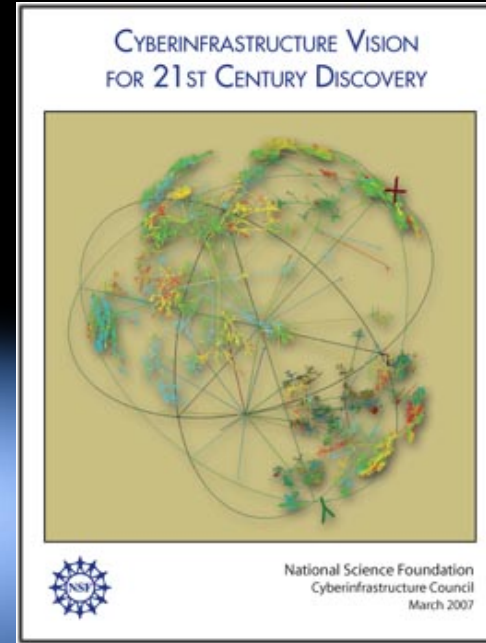 CYBERINFRASTRUCTURE VISION
FOR 21ST CENTURY DISCOVERY
NSF
National Science Foundation
Cyberinfrastructure Council
March 2007